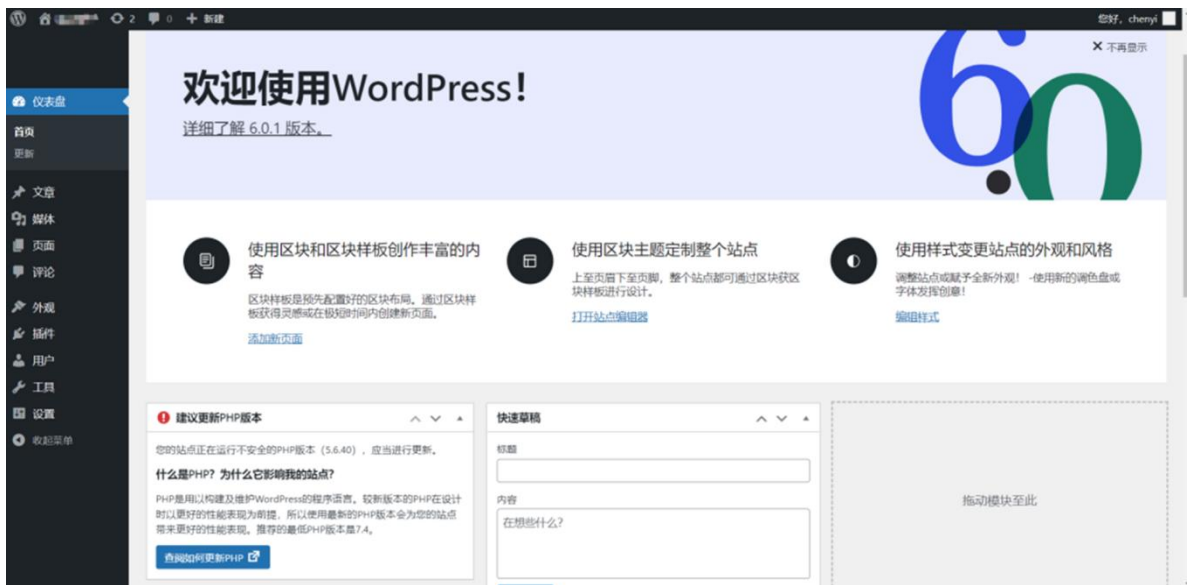 2 0 新建 您好, chenyi
不再显示
6.0
欢迎使用WordPress!
详细了解 6.0.1 版本。
仪表盘
首页
更新
文章
媒体
页面
评论
外观
插件
用户
工具
设置
收起菜单
使用区块和区块样板创作丰富的内
容
区块样板是预先配置好的区块布局。通过区块样
板获得灵感或在极短时间内创建新页面。
添加新页面
使用区块主题定制整个站点
上至页眉下至页脚，整个站点都可通过区块获区
块样板进行设计。
打开站点编辑器
使用样式变更站点的外观和风格
调整站点或赋予全新外观！ -使用新的调色盘或
字体发挥创意！
编辑样式
建议更新PHP版本
您的站点正在运行不安全的PHP版本（5.6.40），应当进行更新。
什么是PHP？为什么它影响我的站点?
PHP是用以构建及维护WordPress的程序语言。较新版本的PHP在设计
时以更好的性能表现为前提，所以使用最新的PHP版本会为您的站点
带来更好的性能表现。推荐的最低PHP版本是7.4。
查阅如何更新PHP
快速草稿
标题
内容
在想些什么?
拖动模块至此